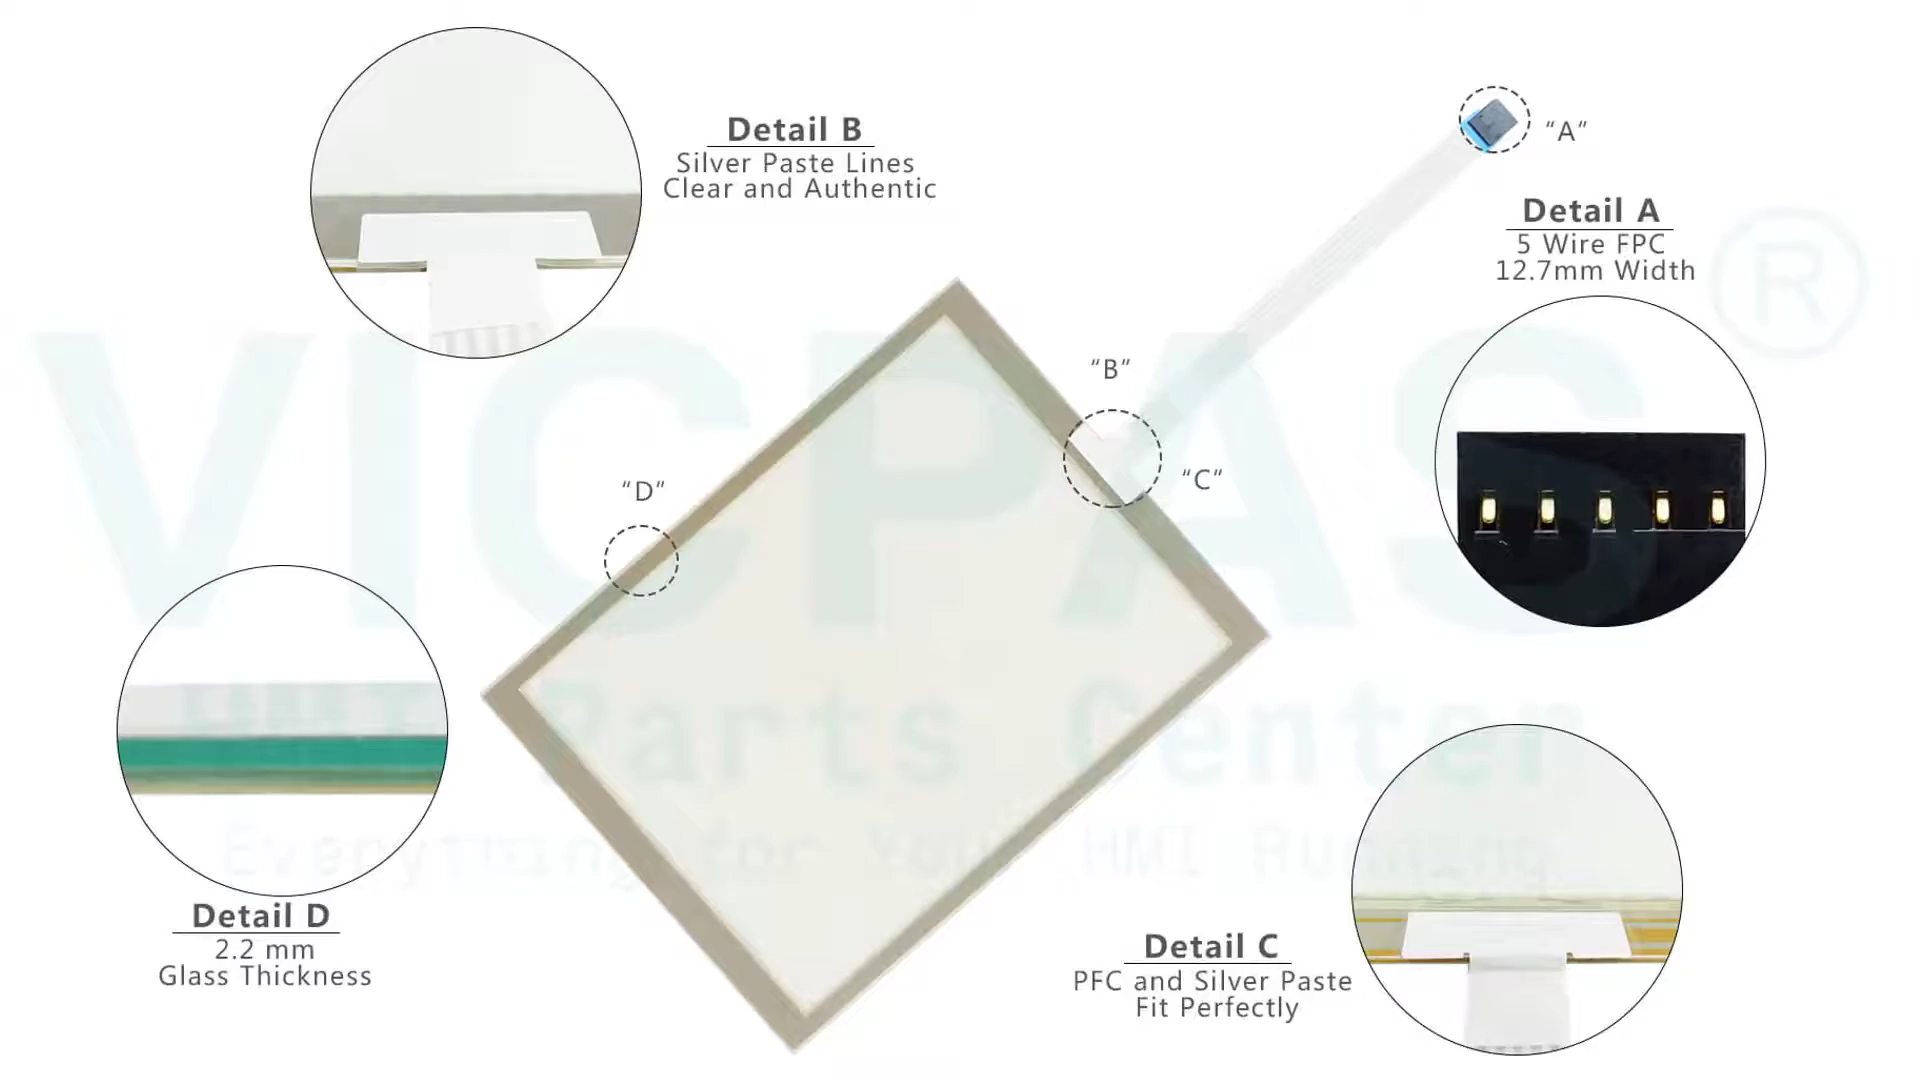 Detail B
Silver Paste Lines
Clear and Authentic
“A”
Detail A
5 Wire FPC
12.7mm Width
“B”
“C”
“D”
VICPAS®
HMI Parts Center
Everything for Your HMI Running
Detail D
2.2 mm
Glass Thickness
Detail C
PFC and Silver Paste
Fit Perfectly